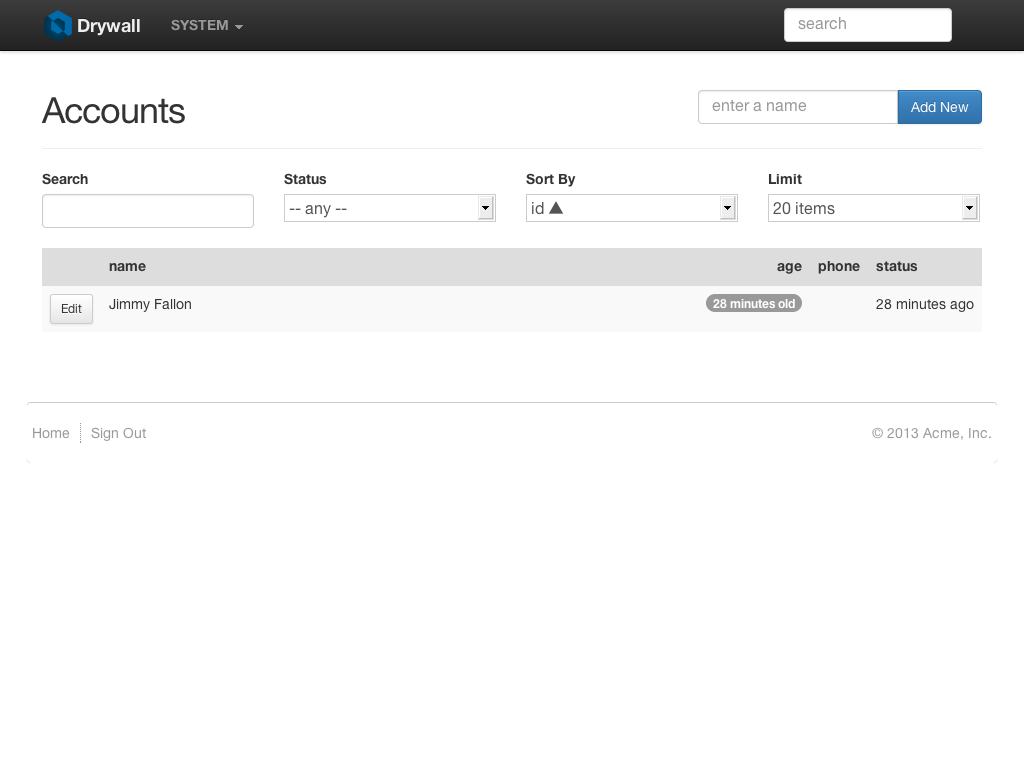 Drywall SYSTEM search
Accounts
enter a name Add New
Search Status Sort By Limit
-- any -- id ▲ 20 items
name age phone status
Edit Jimmy Fallon 28 minutes old 28 minutes ago
Home Sign Out © 2013 Acme, Inc.